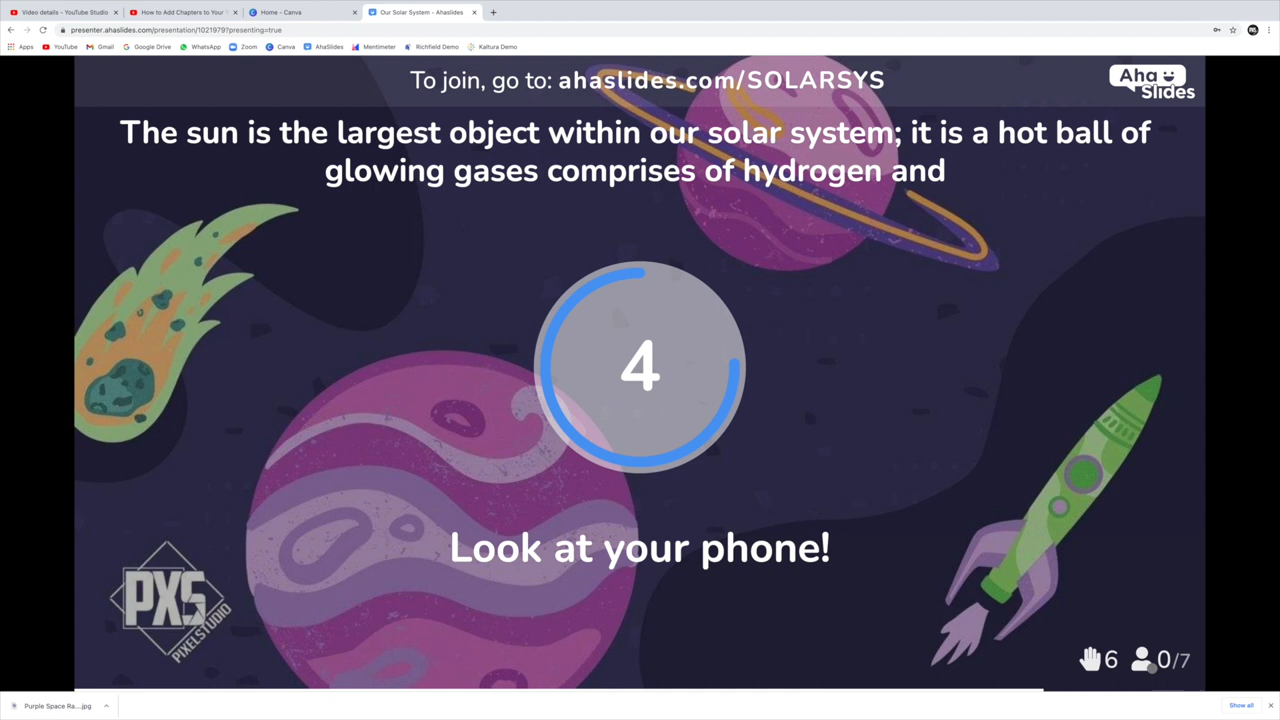 Video details - YouTube Studio
How to Add Chapters to Your
Home - Canva
Our Solar System - Ahaslides
presenter.ahaslides.com/presentation/1021979?presenting=true
Apps
YouTube
Gmail
Google Drive
WhatsApp
Zoom
Canva
AhaSlides
Mentimeter
Richfield Demo
Kaltura Demo
To join, go to: ahaslides.com/SOLARSYS
Aha
Slides
The sun is the largest object within our solar system; it is a hot ball of
glowing gases comprises of hydrogen and
4
Look at your phone!
PXS
PIXELSTUDIO
6
0/7
Purple Space Ra....jpg
Show all